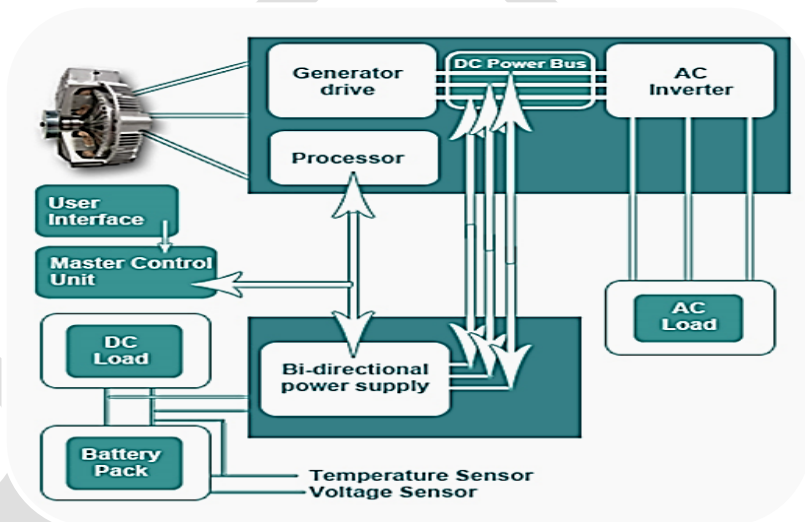 Generator
drive
DC Power Bus
AC
Inverter
Processor
User
Interface
Master Control
Unit
DC
Load
Bi-directional
power supply
AC
Load
Battery
Pack
Temperature Sensor
Voltage Sensor